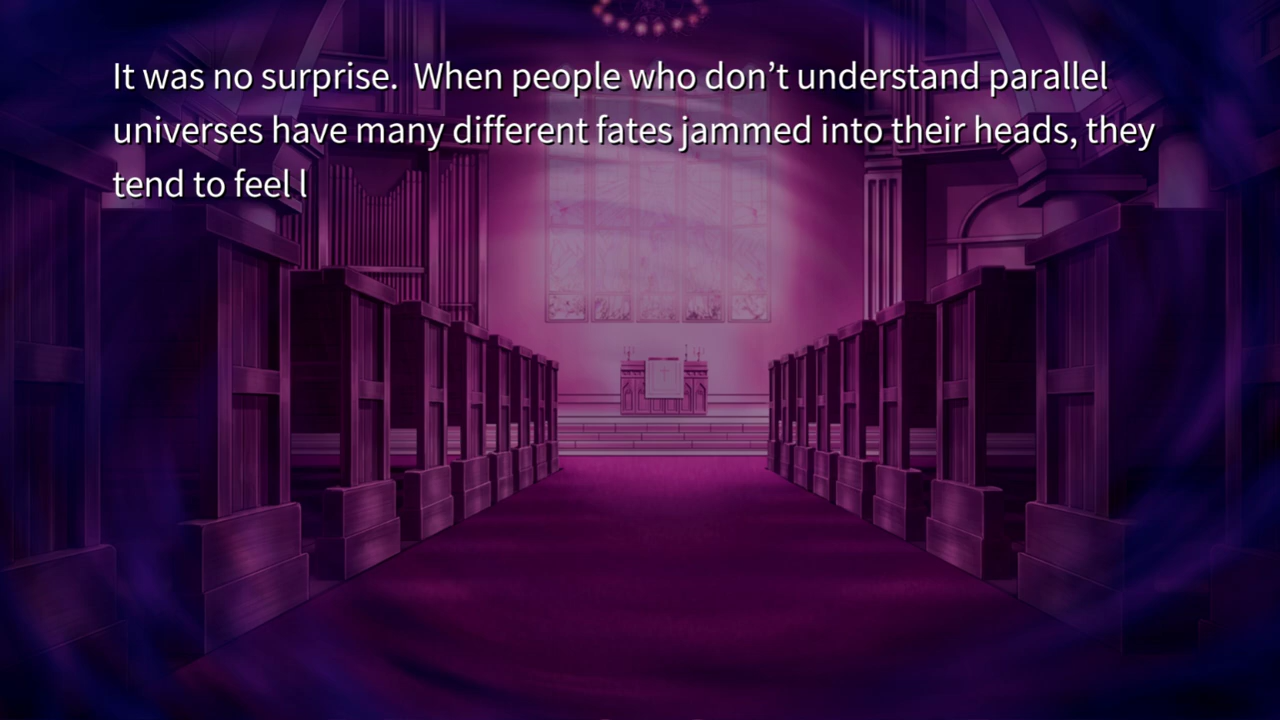 It was no surprise.  When people who don’t understand parallel
universes have many different fates jammed into their heads, they
tend to feel l